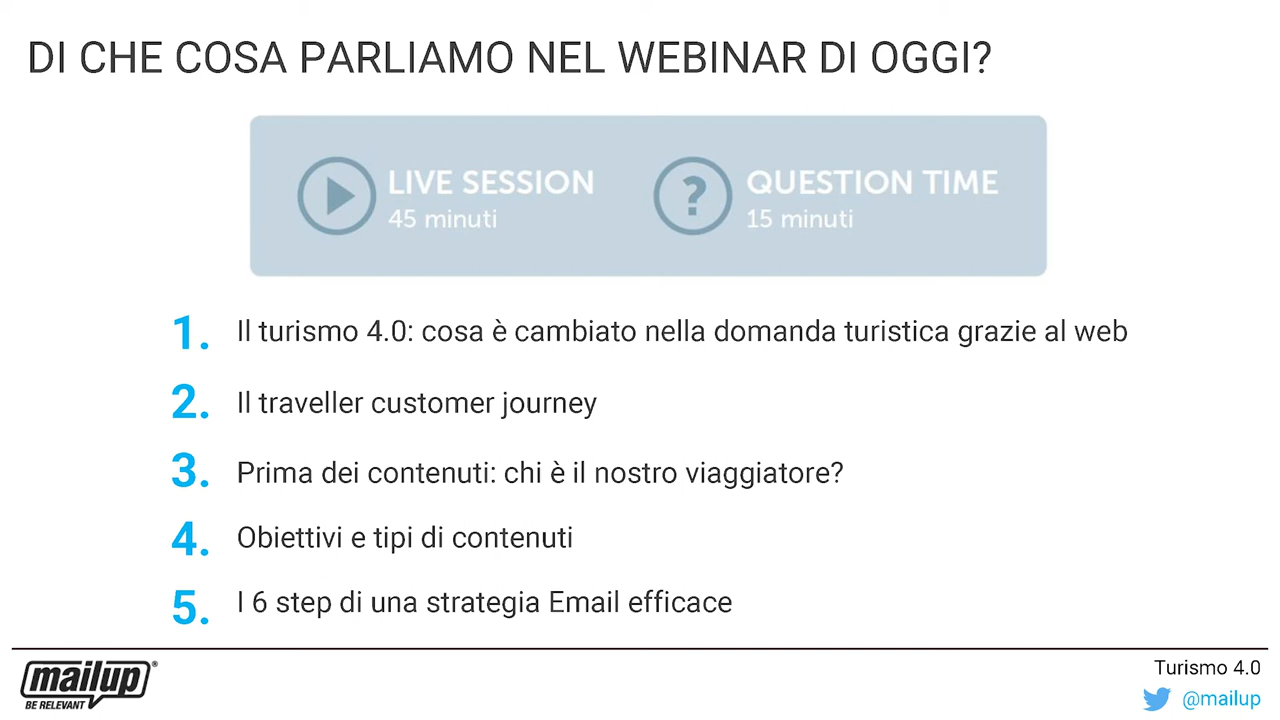 DI CHE COSA PARLIAMO NEL WEBINAR DI OGGI?
LIVE SESSION
45 minuti
?
QUESTION TIME
15 minuti
1. Il turismo 4.0: cosa è cambiato nella domanda turistica grazie al web
2. Il traveller customer journey
3. Prima dei contenuti: chi è il nostro viaggiatore?
4. Obiettivi e tipi di contenuti
5. I 6 step di una strategia Email efficace
mailup®
BE RELEVANT
Turismo 4.0
@mailup